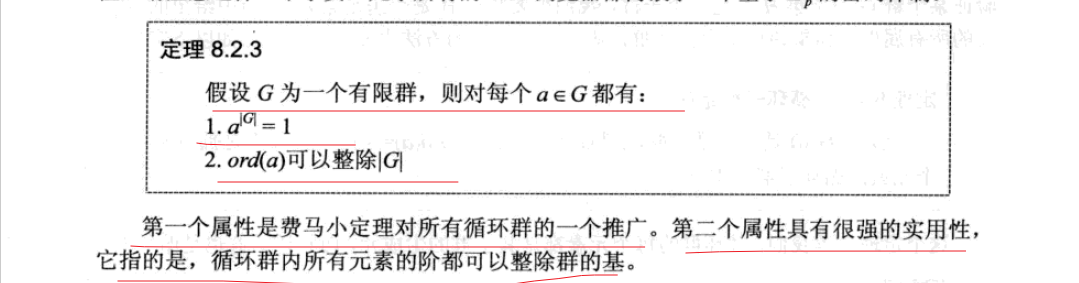 定理 8.2.3
假设 G 为一个有限群，则对每个 a ∈ G 都有：
1. a^|G| = 1
2. ord(a)可以整除|G|
第一个属性是费马小定理对所有循环群的一个推广。第二个属性具有很强的实用性，
它指的是，循环群内所有元素的阶都可以整除群的基。